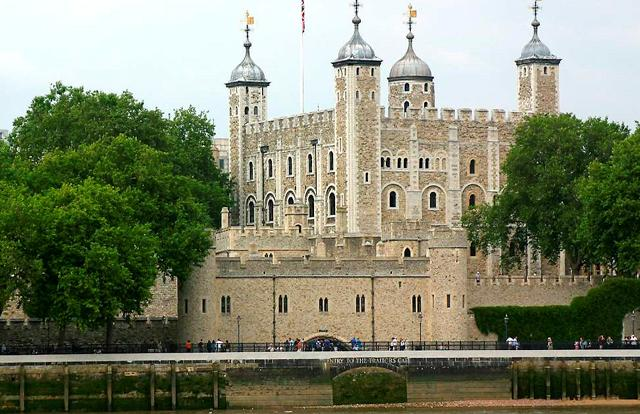 ENTRY TO THE TRAITORS GATE